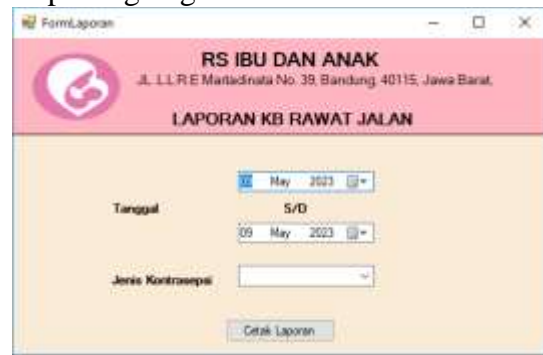 FormLaporan
RS IBU DAN ANAK
JL. L.L.R.E Martadinata No. 39, Bandung, 40115, Jawa Barat.
LAPORAN KB RAWAT JALAN
May 2023
Tanggal S/D
09 May 2023
Jenis Kontrasepsi
Cetak Laporan